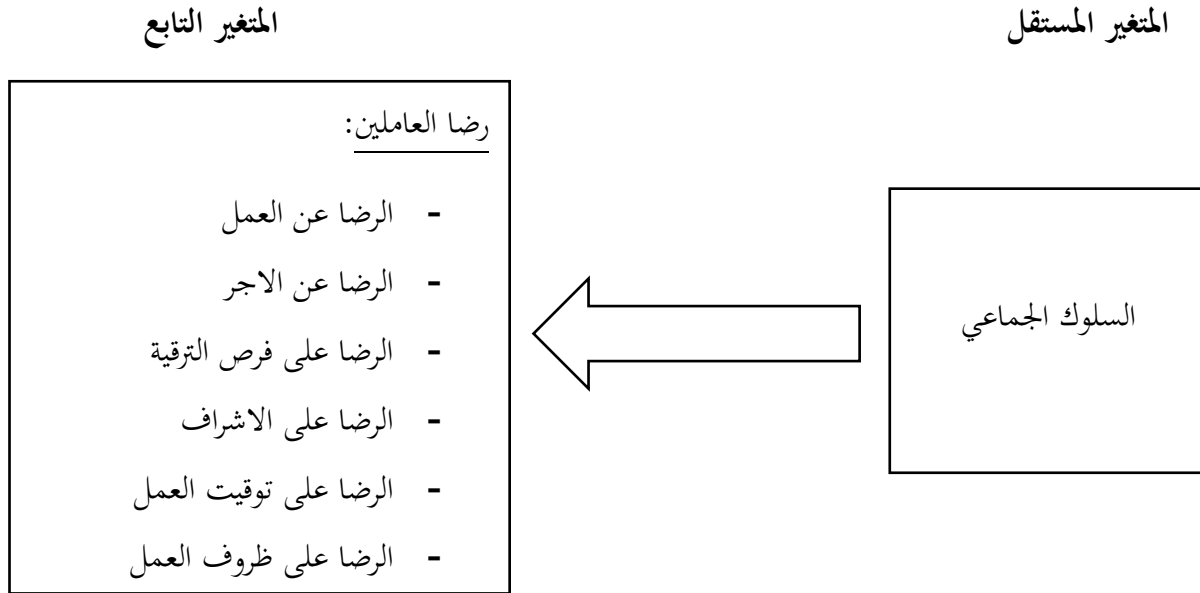 المتغير المستقل
المتغير التابع
السلوك الجماعي
رضا العاملين:
- الرضا عن العمل
- الرضا عن الاجر
- الرضا على فرص الترقية
- الرضا على الاشراف
- الرضا على توقيت العمل
- الرضا على ظروف العمل